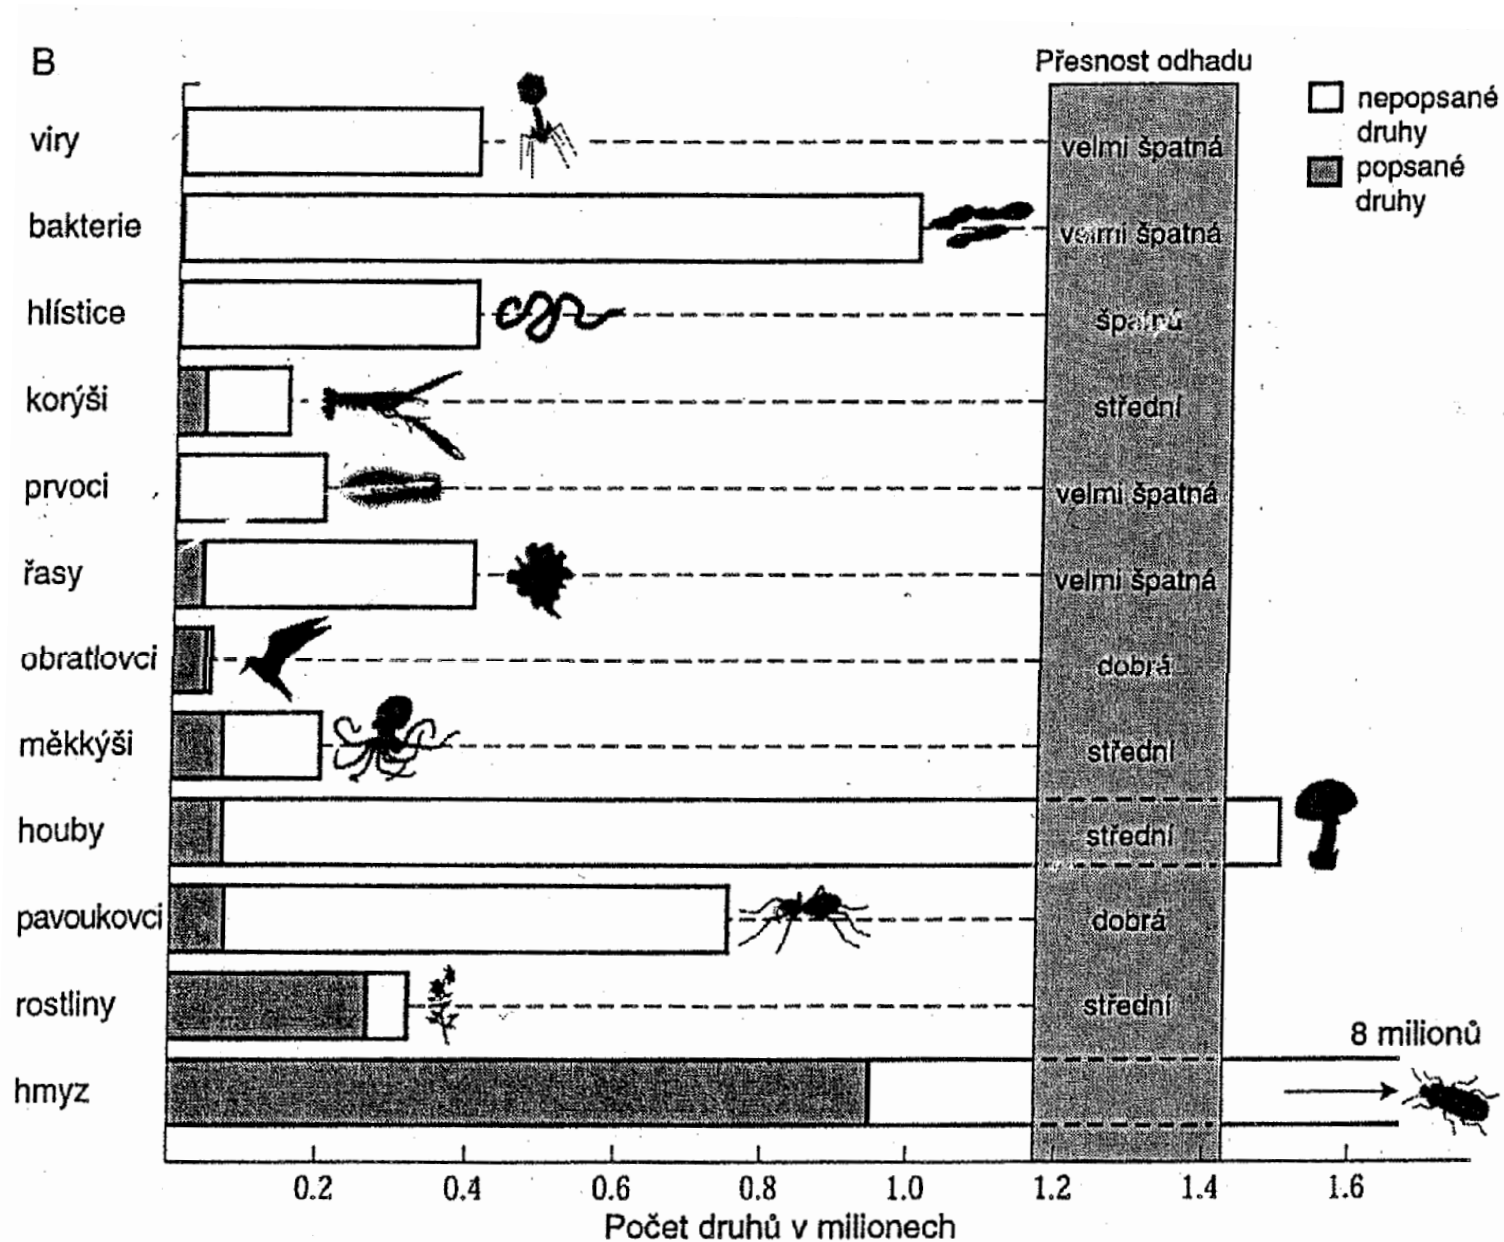 B
Přesnost odhadu
nepopsané
druhy
popsané
druhy
viry velmi špatná
bakterie velmi špatná
hlístice špatná
korýši střední
prvoci velmi špatná
řasy velmi špatná
obratlovci dobrá
měkkýši střední
houby střední
pavoukovci dobrá
rostliny střední
8 milionů
hmyz
0.2 0.4 0.6 0.8 1.0 1.2 1.4 1.6
Počet druhů v milionech